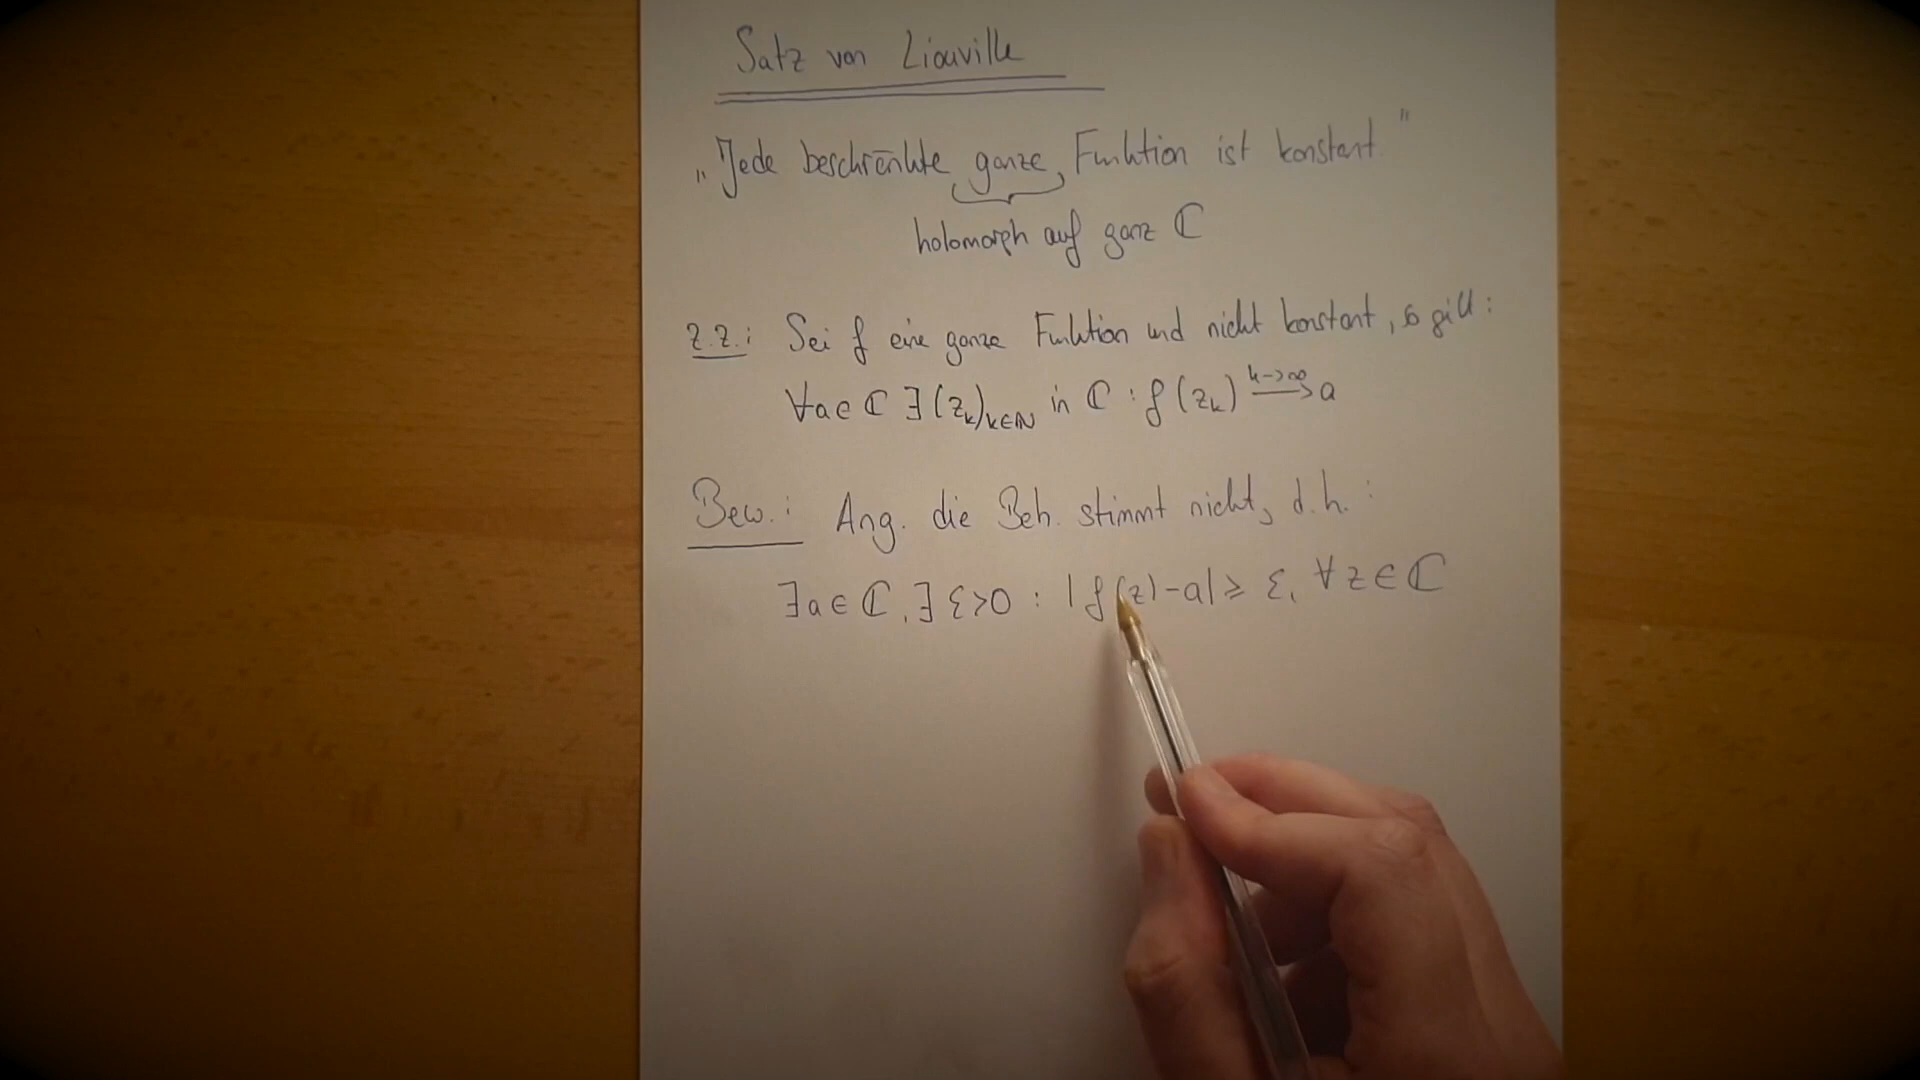 Satz von Liouville
„Jede beschränkte ganze Funktion ist konstant."
holomorph auf ganz ℂ
Z.Z.: Sei f eine ganze Funktion und nicht konstant, so gilt:
∀a∈ℂ ∃(z_k)_{k∈ℕ} in ℂ : f(z_k) →^{k->∞} a
Bew.: Ang. die Beh. stimmt nicht, d.h.:
∃a∈ℂ, ∃ε>0 : |f(z)-a|≥ ε, ∀z∈ℂ